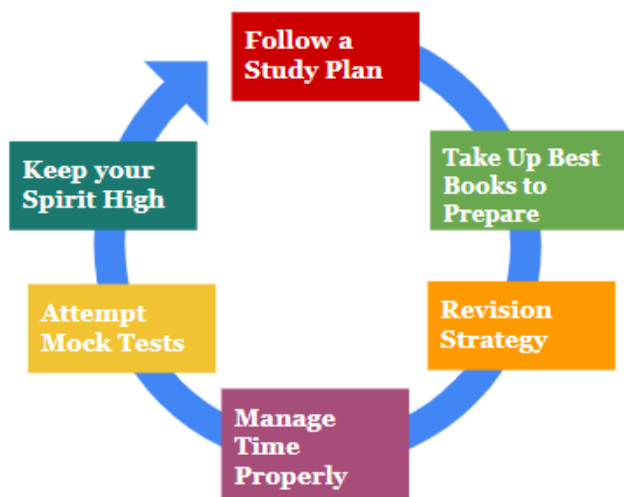 Follow a
Study Plan
Take Up Best
Books to
Prepare
Revision
Strategy
Manage
Time
Properly
Attempt
Mock Tests
Keep your
Spirit High